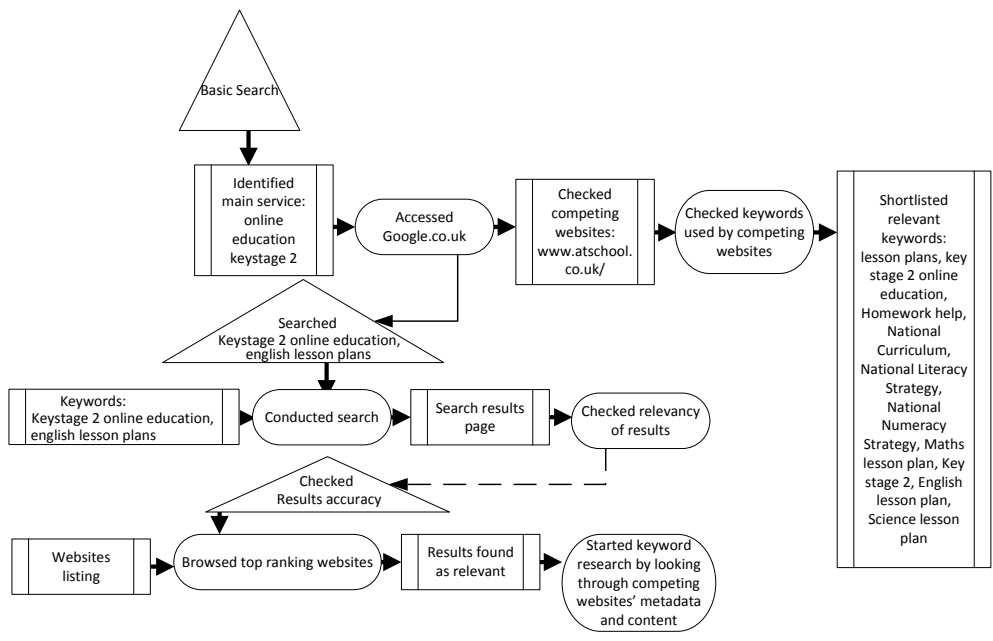 Basic Search
Identified
main service:
online
education
keystage 2
Accessed
Google.co.uk
Checked
competing
websites:
www.atschool.
co.uk/
Checked keywords
used by competing
websites
Shortlisted
relevant
keywords:
lesson plans, key
stage 2 online
education,
Homework help,
National
Curriculum,
National Literacy
Strategy,
National
Numeracy
Strategy, Maths
lesson plan, Key
stage 2, English
lesson plan,
Science lesson
plan
Searched
Keystage 2 online education,
english lesson plans
Keywords:
Keystage 2 online education,
english lesson plans
Conducted search
Search results
page
Checked relevancy
of results
Checked
Results accuracy
Websites
listing
Browsed top ranking websites
Results found
as relevant
Started keyword
research by looking
through competing
websites’ metadata
and content